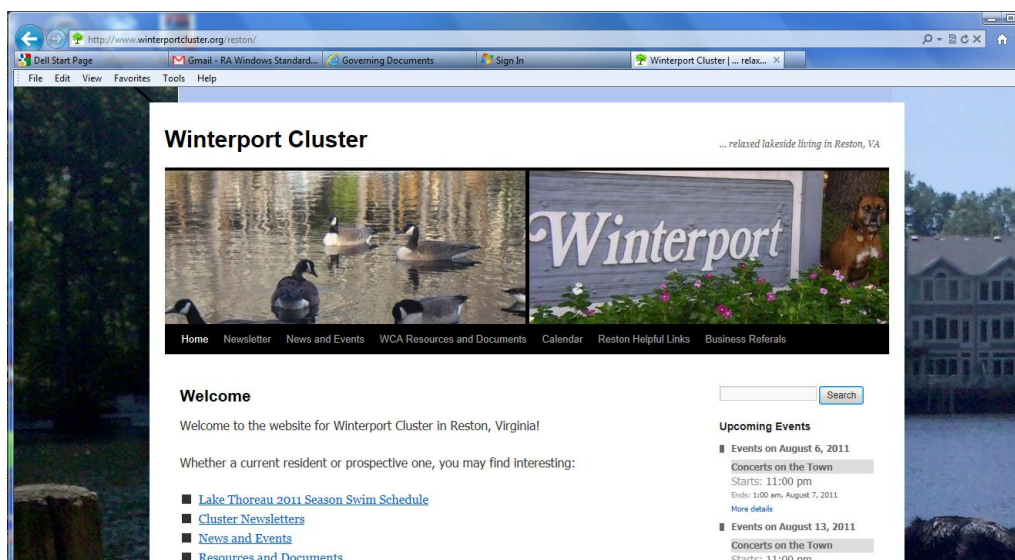 http://www.winterportcluster.org/reston/
Dell Start Page
Gmail - RA Windows Standard...
Governing Documents
Sign In
Winterport Cluster | ... relax...
File Edit View Favorites Tools Help
Winterport Cluster
... relaxed lakeside living in Reston, VA
Winterport
Home Newsletter News and Events WCA Resources and Documents Calendar Reston Helpful Links Business Referals
Welcome
Welcome to the website for Winterport Cluster in Reston, Virginia!
Whether a current resident or prospective one, you may find interesting:
Lake Thoreau 2011 Season Swim Schedule
Cluster Newsletters
News and Events
Resources and Documents
Search
Upcoming Events
Events on August 6, 2011
Concerts on the Town
Starts: 11:00 pm
Ends: 1:00 am, August 7, 2011
More details
Events on August 13, 2011
Concerts on the Town
Starts: 11:00 pm